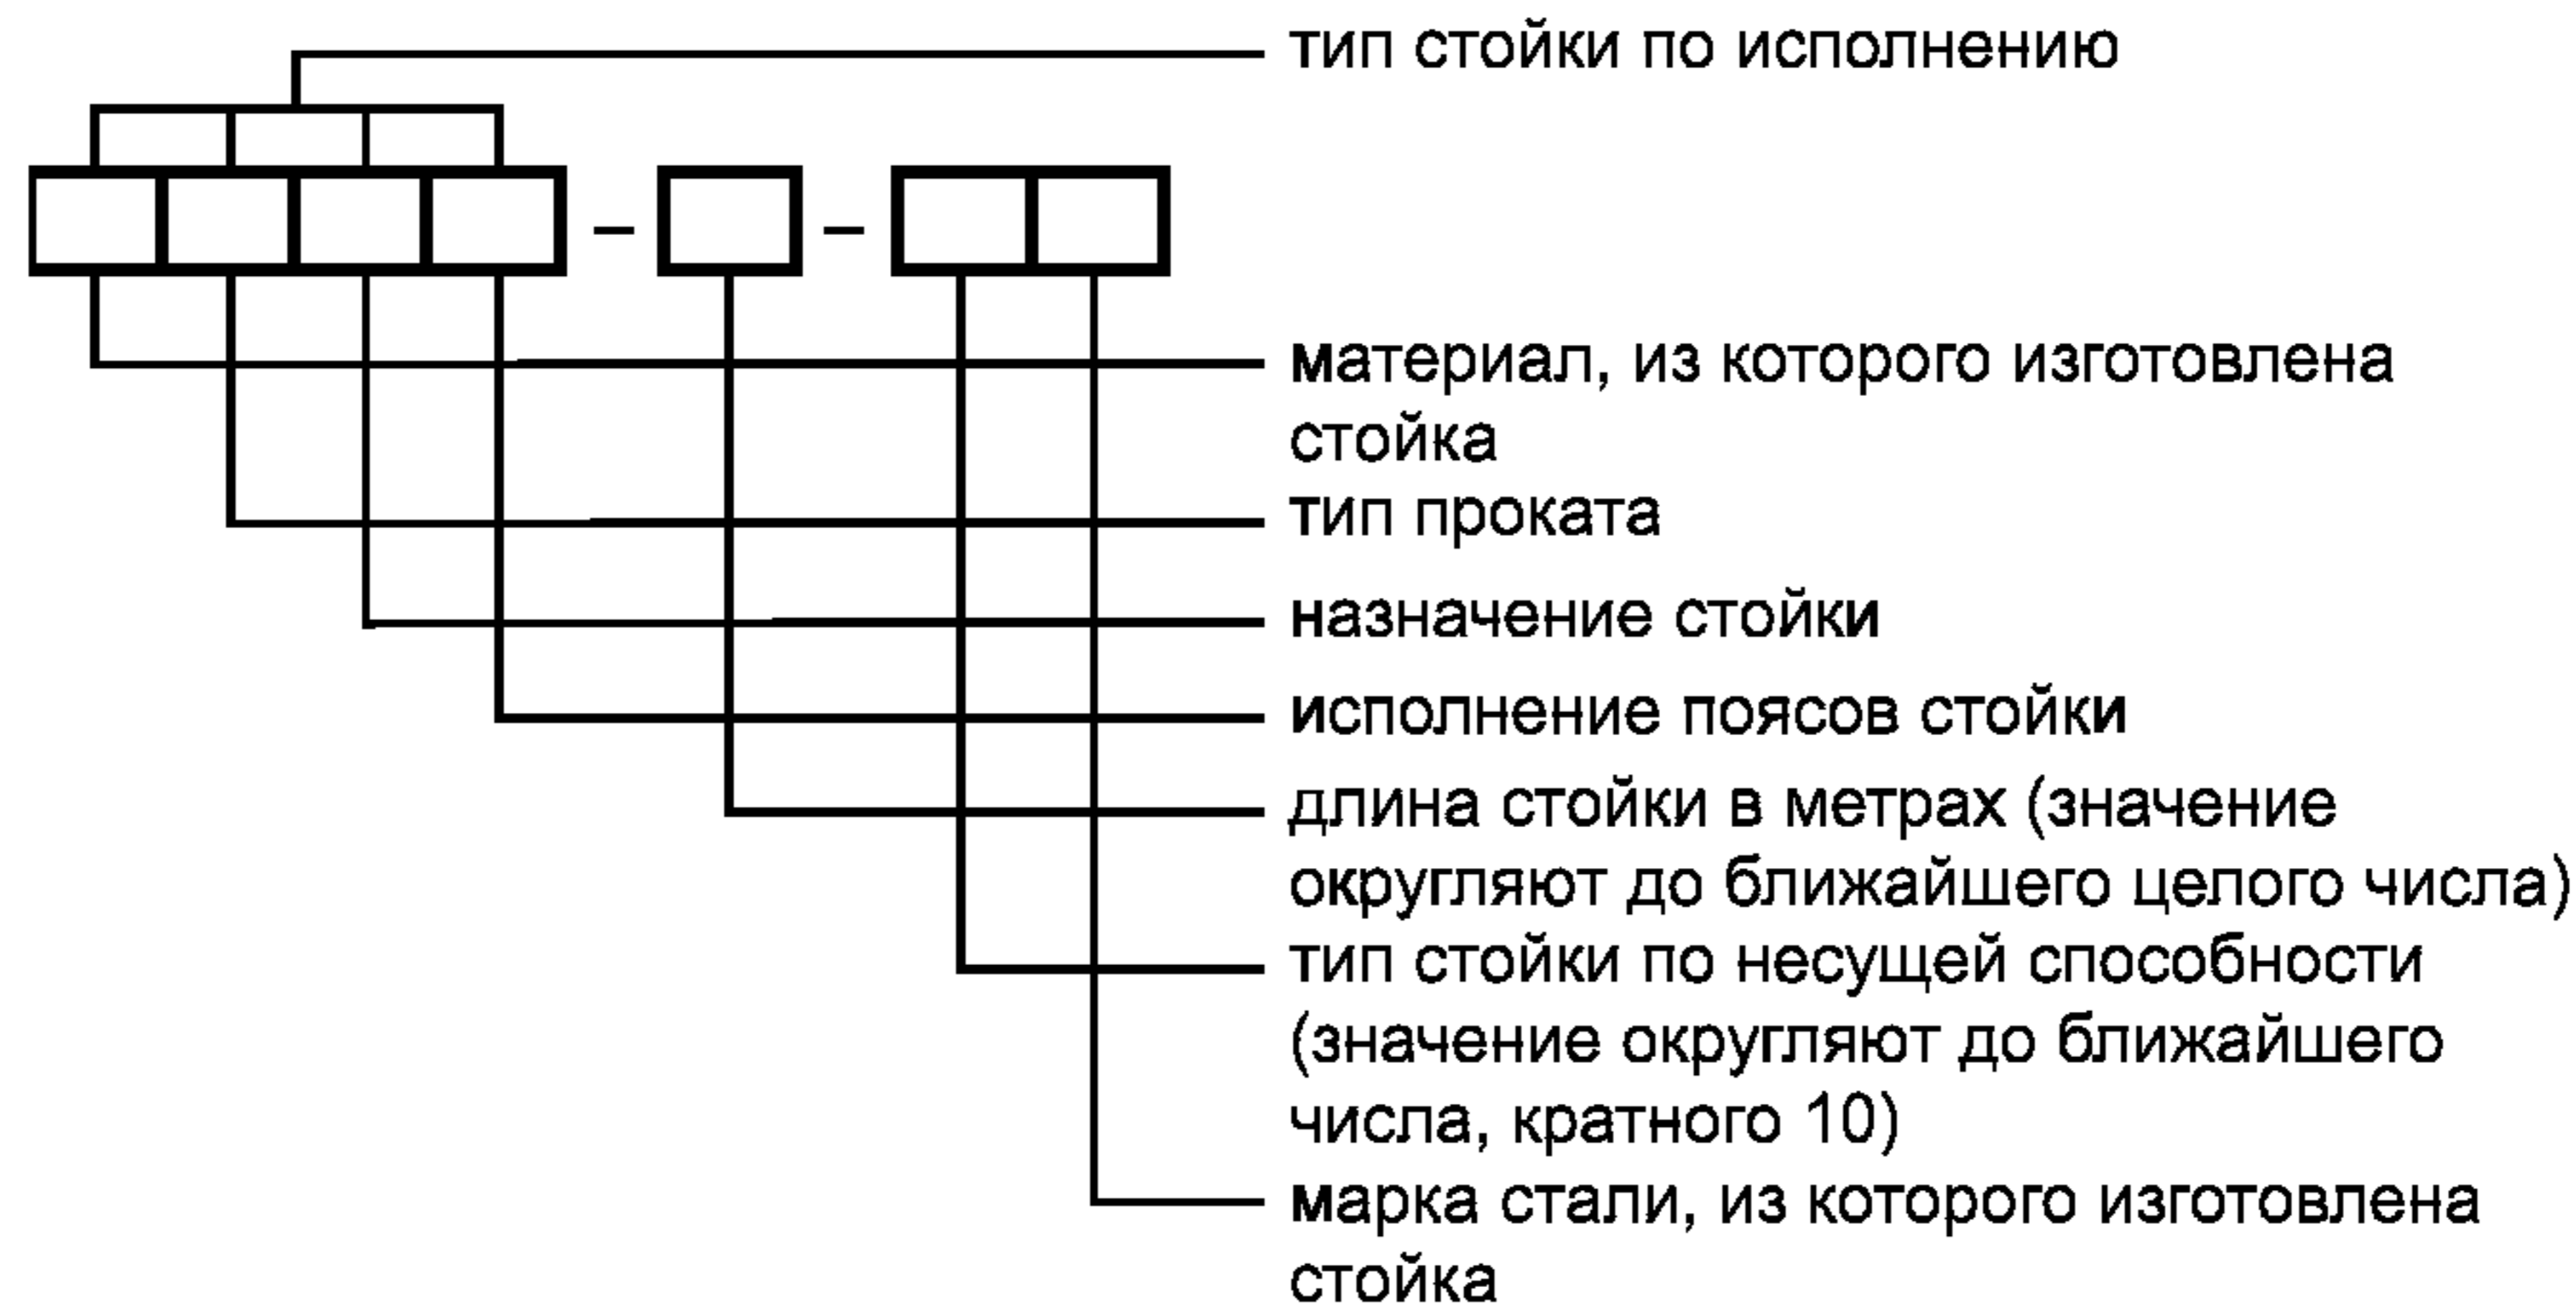 тип стойки по исполнению
– –
материал, из которого изготовлена
стойка
тип проката
назначение стойки
исполнение поясов стойки
длина стойки в метрах (значение
округляют до ближайшего целого числа)
тип стойки по несущей способности
(значение округляют до ближайшего
числа, кратного 10)
марка стали, из которого изготовлена
стойка